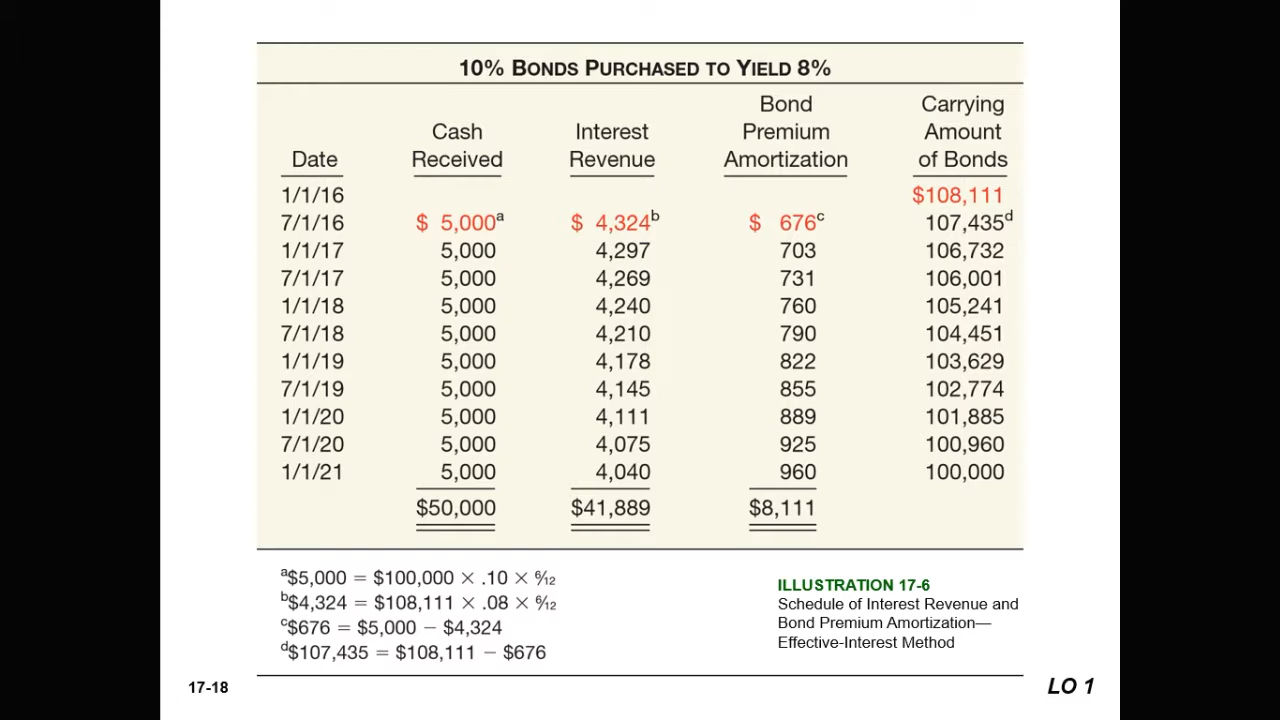 10% BONDS PURCHASED TO YIELD 8%
Date Cash Received Interest Revenue Bond Premium Amortization Carrying Amount of Bonds
1/1/16 $108,111
7/1/16 $ 5,000ᵃ $ 4,324ᵇ $ 676ᶜ 107,435ᵈ
1/1/17 5,000 4,297 703 106,732
7/1/17 5,000 4,269 731 106,001
1/1/18 5,000 4,240 760 105,241
7/1/18 5,000 4,210 790 104,451
1/1/19 5,000 4,178 822 103,629
7/1/19 5,000 4,145 855 102,774
1/1/20 5,000 4,111 889 101,885
7/1/20 5,000 4,075 925 100,960
1/1/21 5,000 4,040 960 100,000
$50,000 $41,889 $8,111
ᵃ$5,000 = $100,000 × .10 × 6/12
ᵇ$4,324 = $108,111 × .08 × 6/12
ᶜ$676 = $5,000 − $4,324
ᵈ$107,435 = $108,111 − $676
ILLUSTRATION 17-6
Schedule of Interest Revenue and
Bond Premium Amortization—
Effective-Interest Method
17-18
LO 1